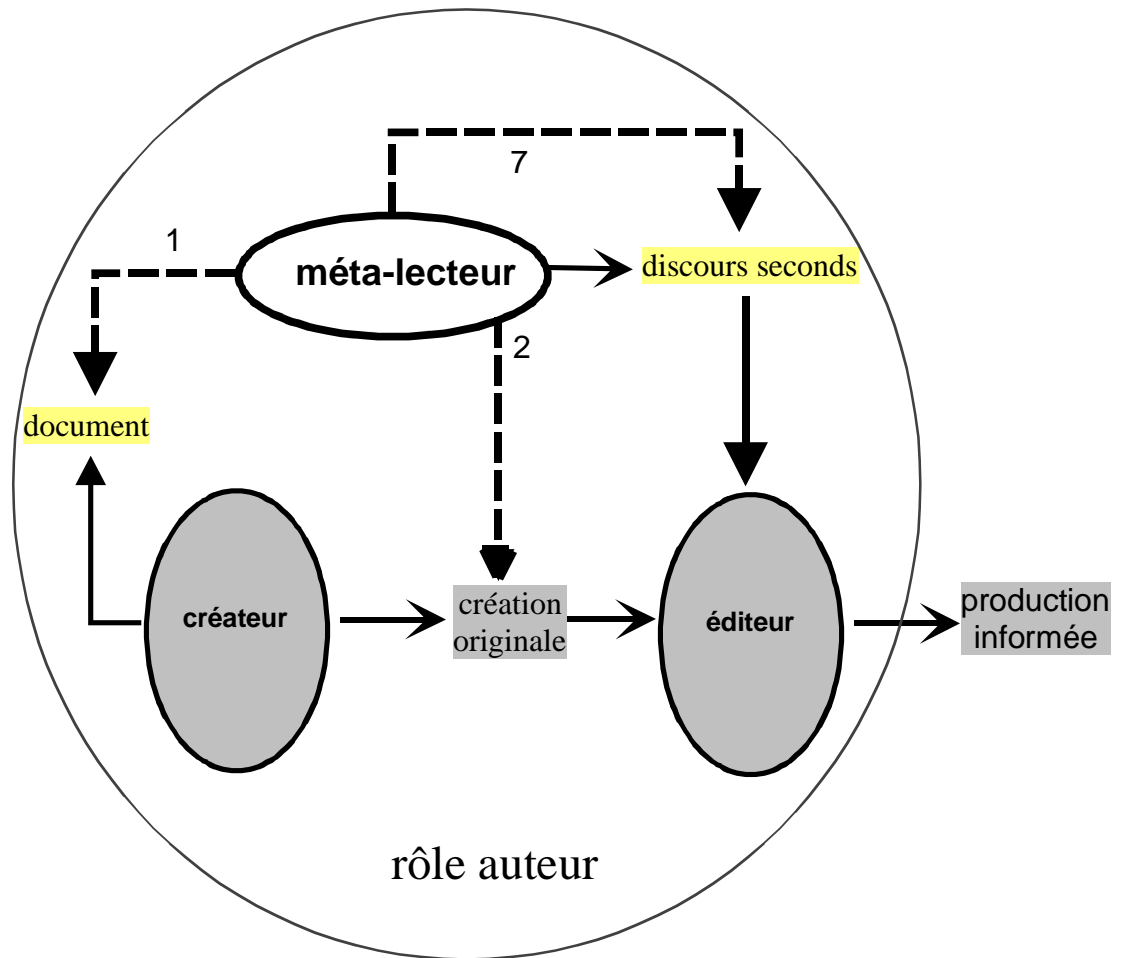 7
1
méta-lecteur
discours seconds
2
document
créateur
création
originale
éditeur
production
informée
rôle auteur